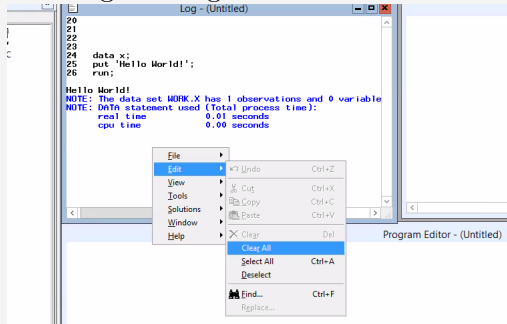 Log - (Untitled)
20
21
22
23
24 data x;
25 put 'Hello World!';
26 run;
Hello World!
NOTE: The data set WORK.X has 1 observations and 0 variable
NOTE: DATA statement used (Total process time):
real time 0.01 seconds
cpu time 0.00 seconds
File
Edit
View
Tools
Solutions
Window
Help
Undo Ctrl+Z
Cut Ctrl+X
Copy Ctrl+C
Paste Ctrl+V
Clear Del
Clear All
Select All Ctrl+A
Deselect
Find... Ctrl+F
Replace...
Program Editor - (Untitled)